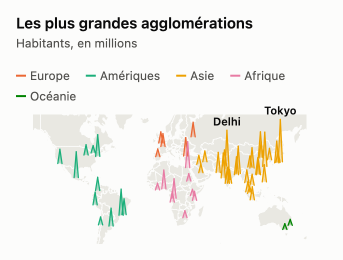 Les plus grandes agglomérations
Habitants, en millions
Europe Amériques Asie Afrique
Océanie
Tokyo
Delhi